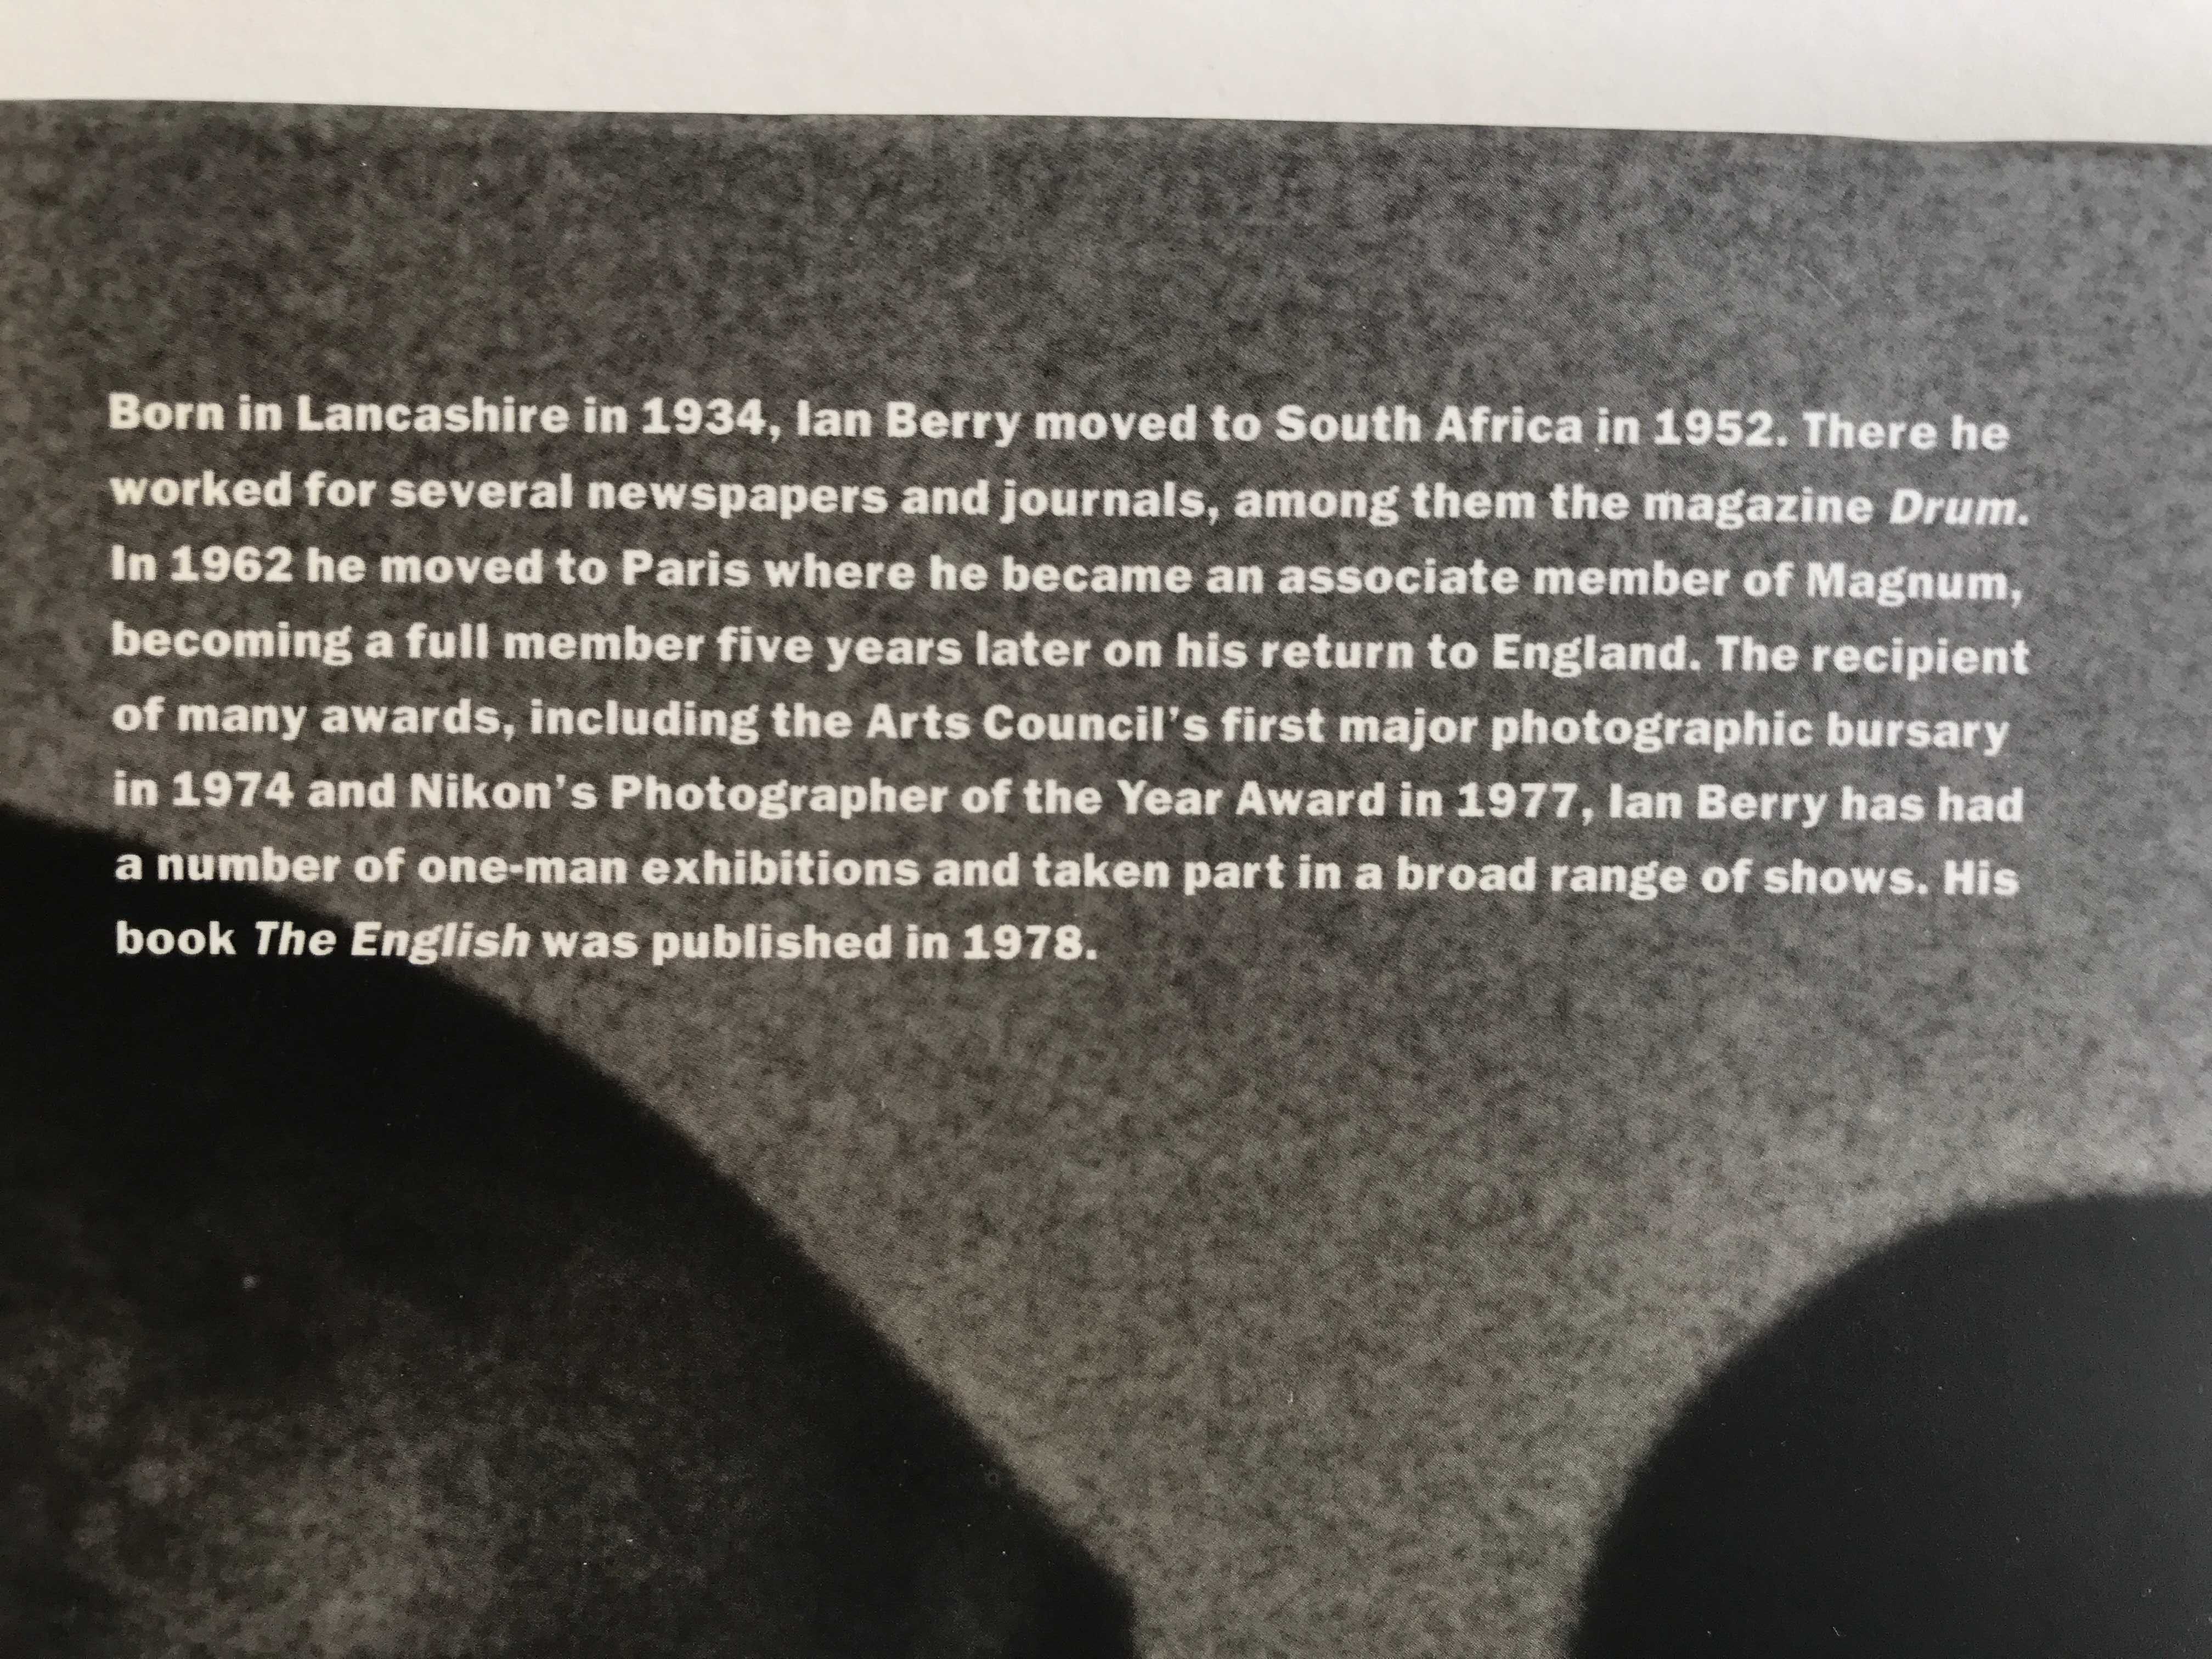 Born in Lancashire in 1934, Ian Berry moved to South Africa in 1952. There he
worked for several newspapers and journals, among them the magazine Drum.
In 1962 he moved to Paris where he became an associate member of Magnum,
becoming a full member five years later on his return to England. The recipient
of many awards, including the Arts Council's first major photographic bursary
in 1974 and Nikon's Photographer of the Year Award in 1977, Ian Berry has had
a number of one-man exhibitions and taken part in a broad range of shows. His
book The English was published in 1978.